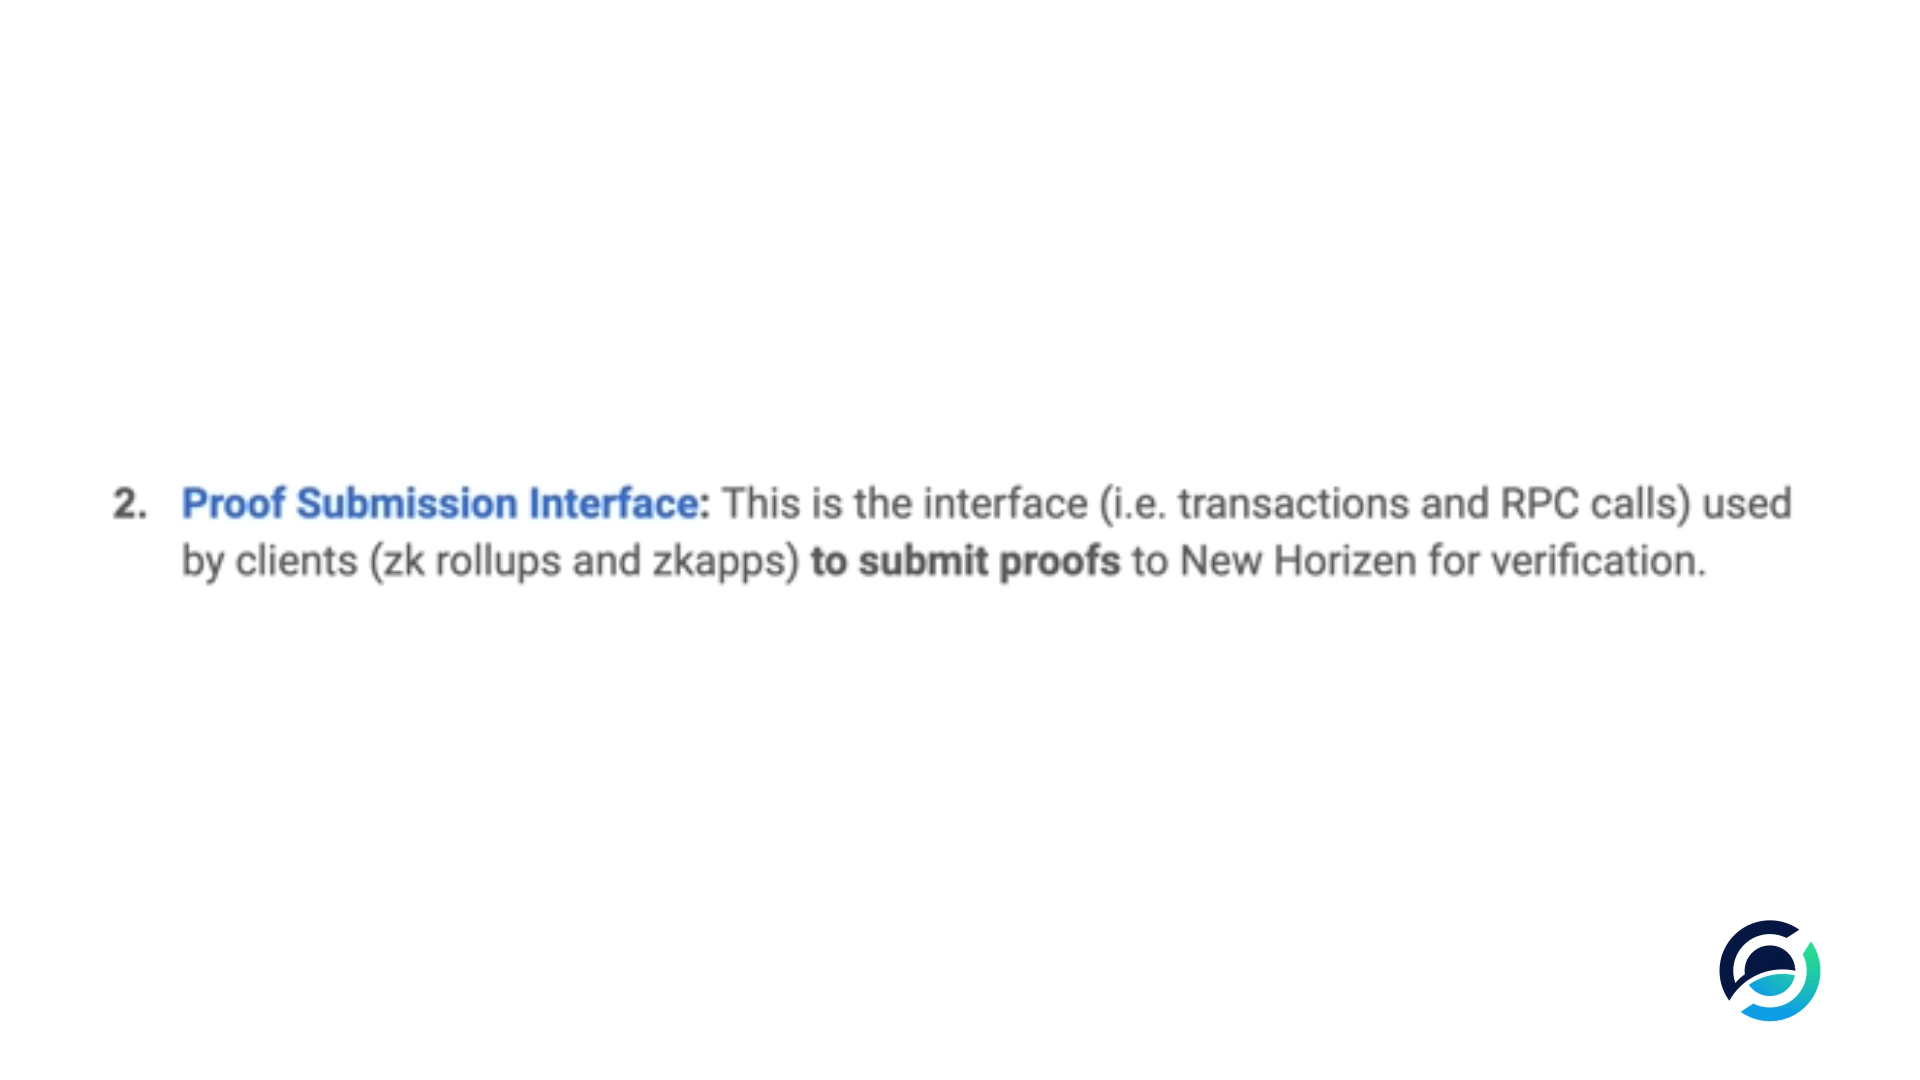 2. Proof Submission Interface: This is the interface (i.e. transactions and RPC calls) used
by clients (zk rollups and zkapps) to submit proofs to New Horizen for verification.